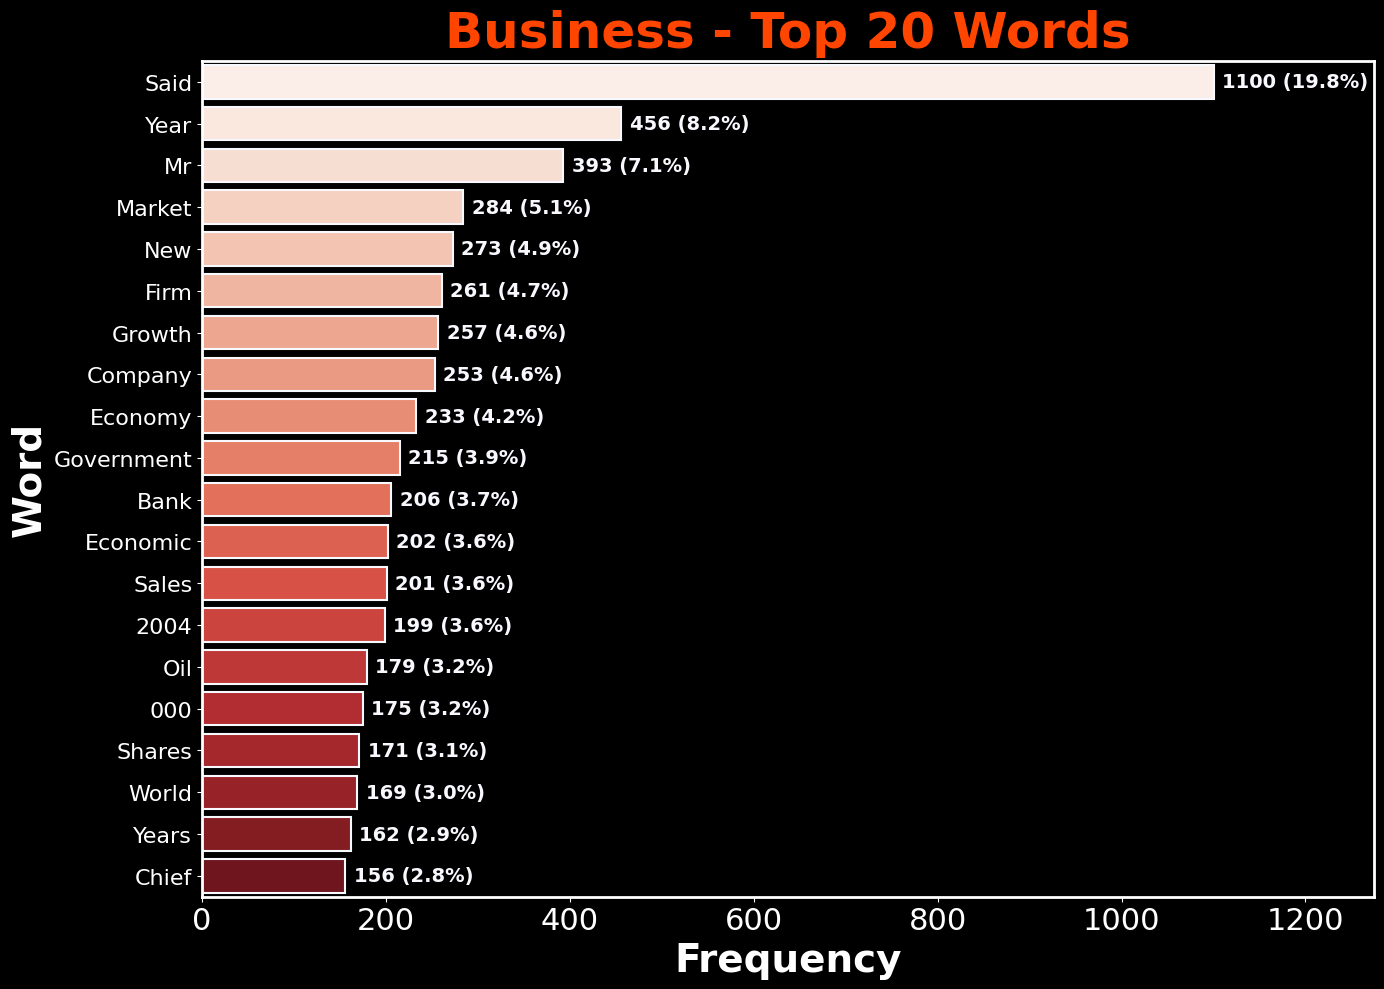 Business - Top 20 Words
Said 1100 (19.8%)
Year 456 (8.2%)
Mr 393 (7.1%)
Market 284 (5.1%)
New 273 (4.9%)
Firm 261 (4.7%)
Growth 257 (4.6%)
Company 253 (4.6%)
Economy 233 (4.2%)
Government 215 (3.9%)
Bank 206 (3.7%)
Economic 202 (3.6%)
Sales 201 (3.6%)
2004 199 (3.6%)
Oil 179 (3.2%)
000 175 (3.2%)
Shares 171 (3.1%)
World 169 (3.0%)
Years 162 (2.9%)
Chief 156 (2.8%)
Word
0 200 400 600 800 1000 1200
Frequency